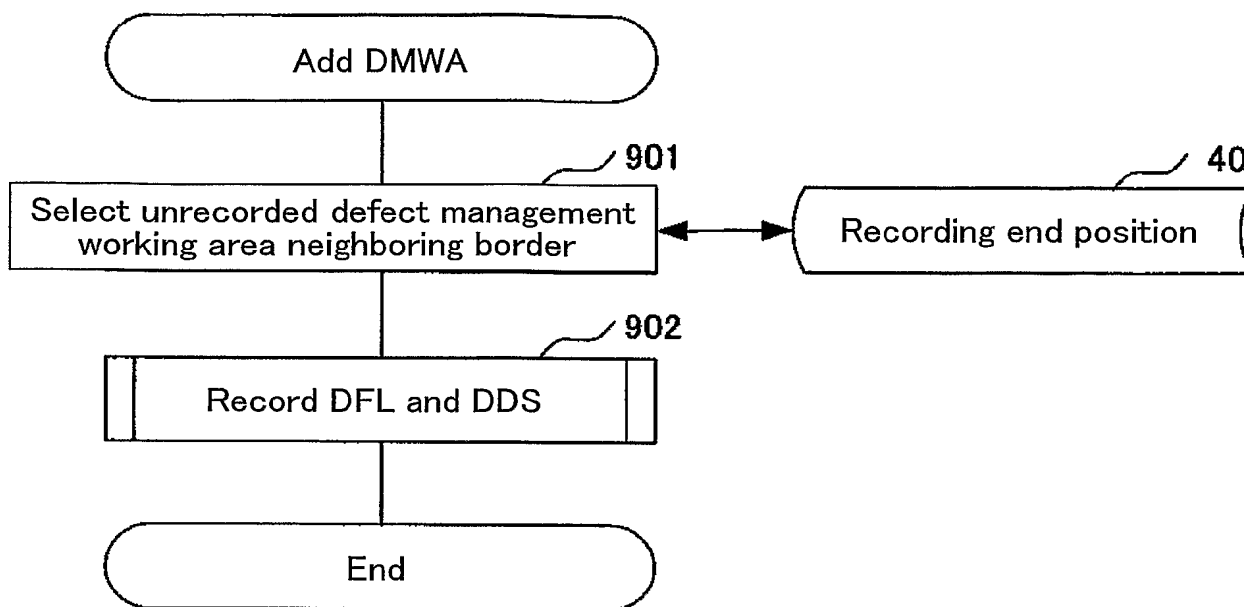 Add DMWA
901
Select unrecorded defect management
working area neighboring border
40
Recording end position
902
Record DFL and DDS
End